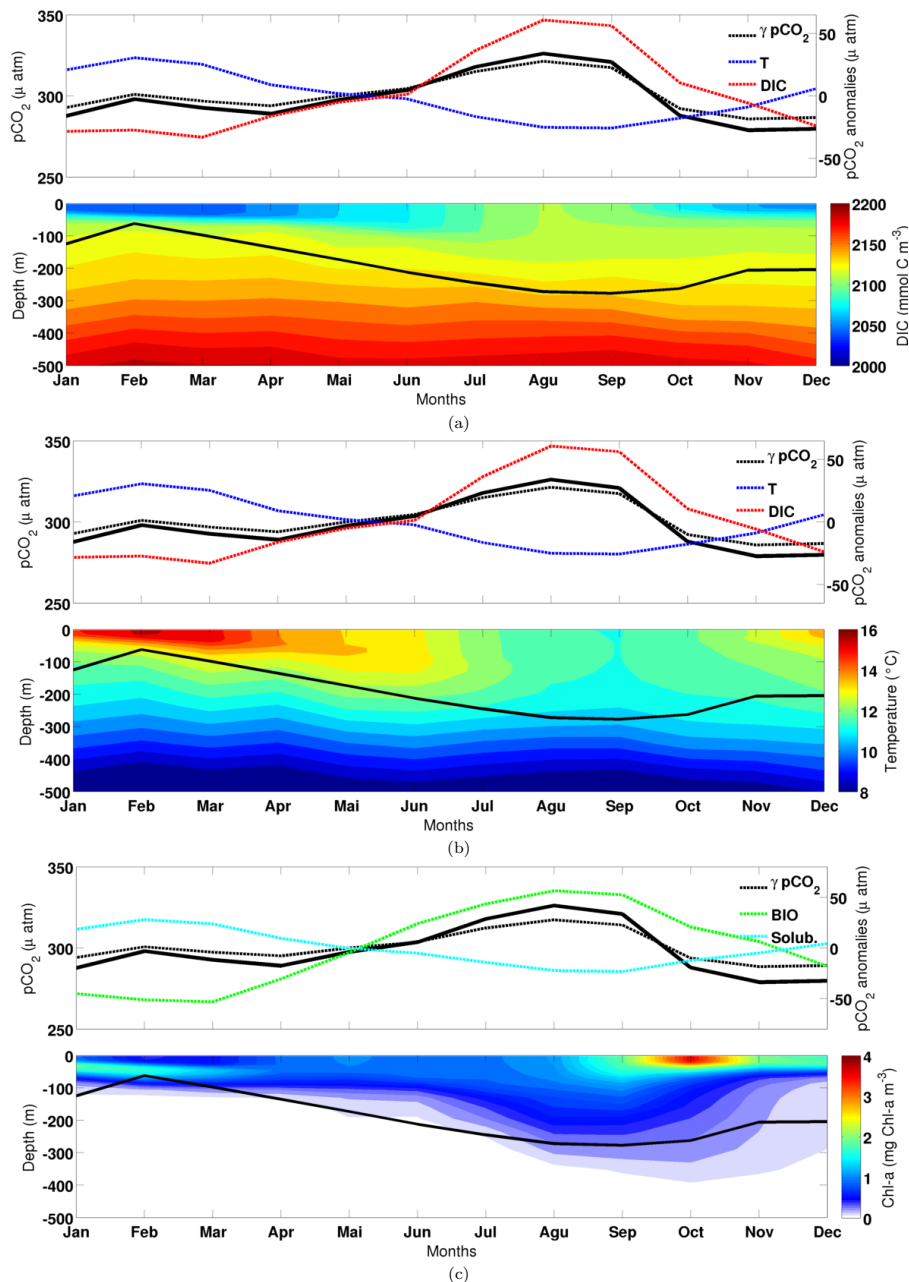 350
300
250
pCO2 (μ atm)
50
0
-50
pCO2 anomalies (μ atm)
γ pCO2
T
DIC
0
-100
-200
-300
-400
-500
Depth (m)
Jan Feb Mar Apr Mai Jun Jul Agu Sep Oct Nov Dec
Months
2200
2150
2100
2050
2000
DIC (mmol C m-3)
(a)
350
300
250
pCO2 (μ atm)
50
0
-50
pCO2 anomalies (μ atm)
γ pCO2
T
DIC
0
-100
-200
-300
-400
-500
Depth (m)
Jan Feb Mar Apr Mai Jun Jul Agu Sep Oct Nov Dec
Months
16
14
12
10
8
Temperature (°C)
(b)
350
300
250
pCO2 (μ atm)
50
0
-50
pCO2 anomalies (μ atm)
γ pCO2
BIO
Solub.
0
-100
-200
-300
-400
-500
Depth (m)
Jan Feb Mar Apr Mai Jun Jul Agu Sep Oct Nov Dec
Months
4
3
2
1
0
Chl-a (mg Chl-a m-3)
(c)